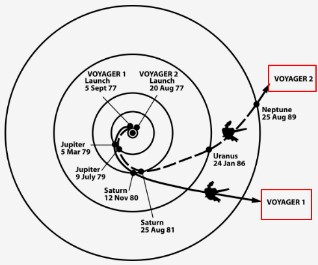 VOYAGER 1
Launch
5 Sept 77
VOYAGER 2
Launch
20 Aug 77
VOYAGER 2
Neptune
25 Aug 89
Jupiter
5 Mar 79
Uranus
24 Jan 86
Jupiter
9 July 79
Saturn
12 Nov 80
VOYAGER 1
Saturn
25 Aug 81